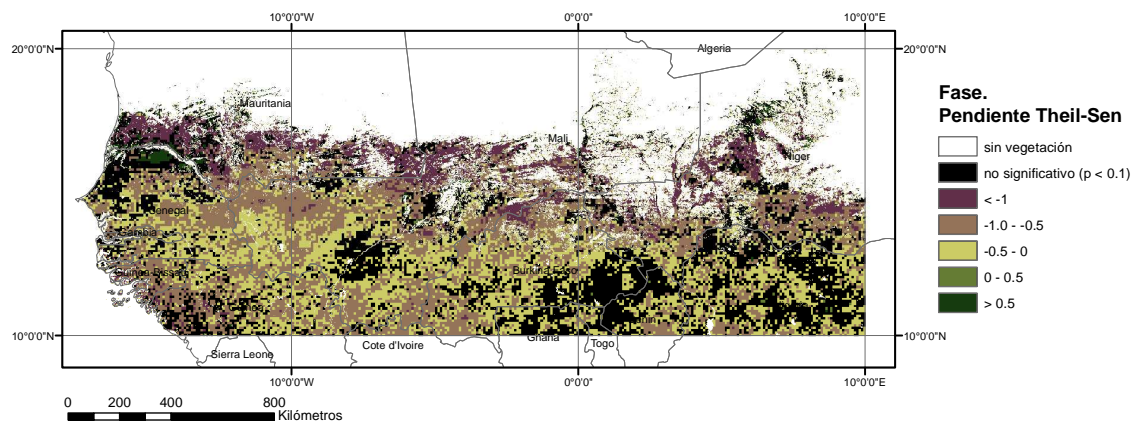 10°0'0"W 0°0'0" 10°0'0"E
20°0'0"N 20°0'0"N
Algeria
Mauritania
Mali
Niger
Senegal
Gambia
Guinea-Bissau
Burkina Faso
10°0'0"N 10°0'0"N
Sierra Leone
Cote d'Ivoire
Ghana
Togo
10°0'0"W 0°0'0" 10°0'0"E
0 200 400 800
Kilómetros
Fase.
Pendiente Theil-Sen
sin vegetación
no significativo (p < 0.1)
< -1
-1.0 - -0.5
-0.5 - 0
0 - 0.5
> 0.5